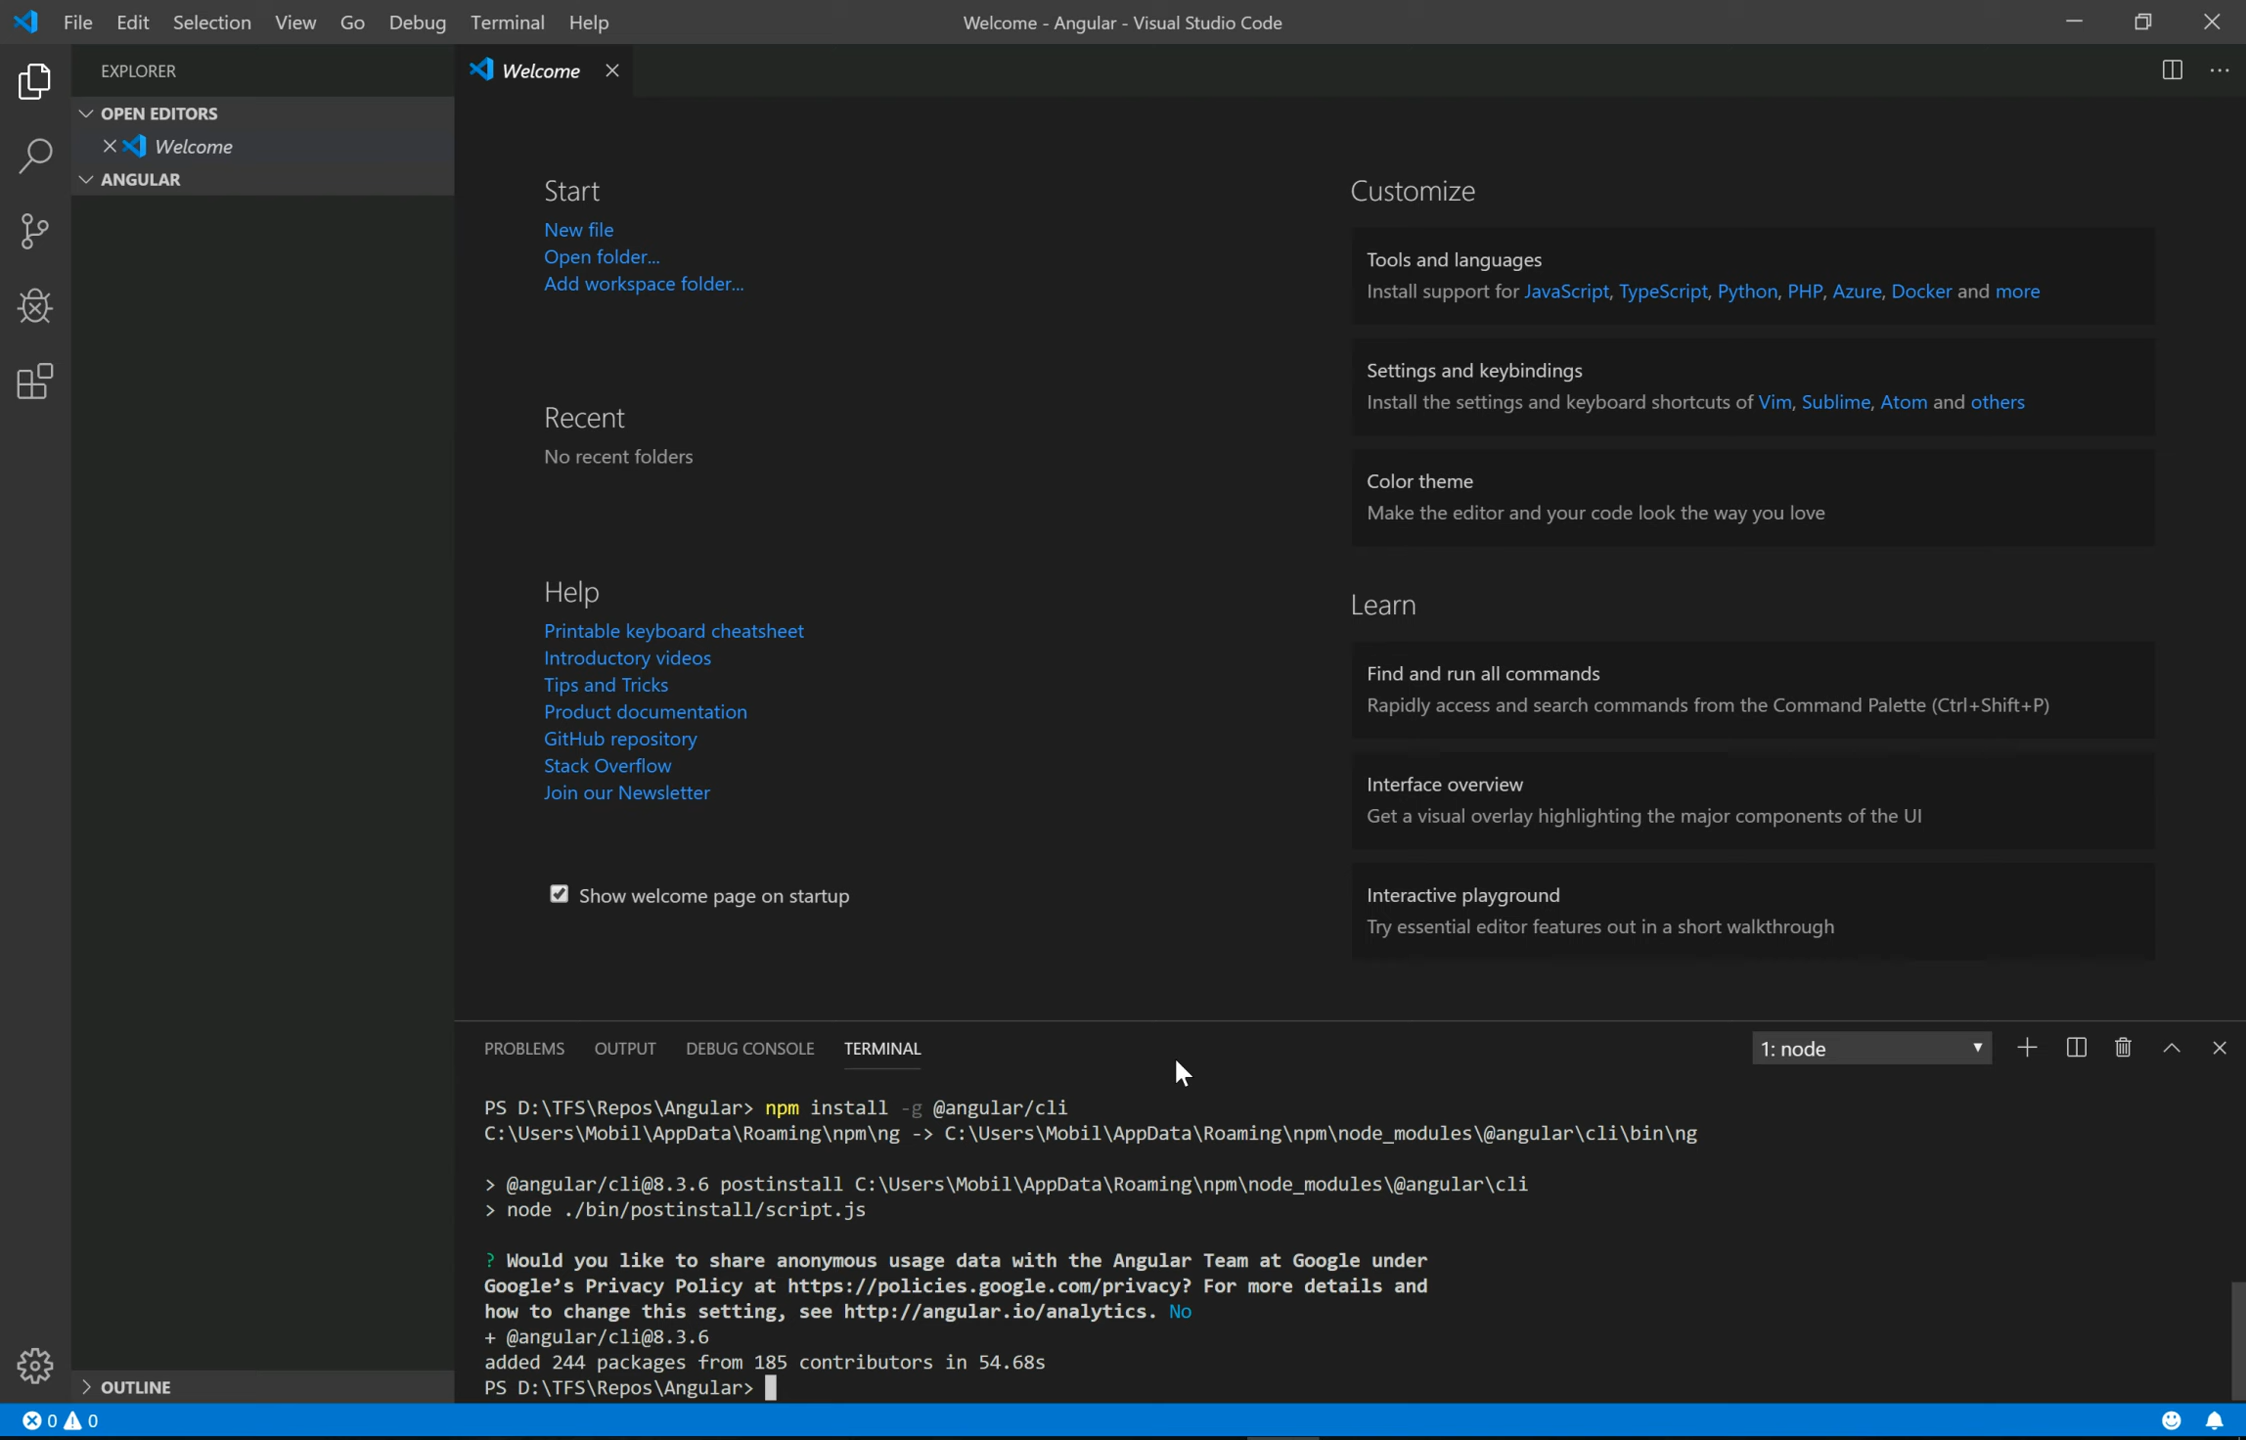 File Edit Selection View Go Debug Terminal Help Welcome - Angular - Visual Studio Code
EXPLORER
Welcome
OPEN EDITORS
Welcome
ANGULAR
Start
New file
Open folder...
Add workspace folder...
Recent
No recent folders
Help
Printable keyboard cheatsheet
Introductory videos
Tips and Tricks
Product documentation
GitHub repository
Stack Overflow
Join our Newsletter
Show welcome page on startup
Customize
Tools and languages
Install support for JavaScript, TypeScript, Python, PHP, Azure, Docker and more
Settings and keybindings
Install the settings and keyboard shortcuts of Vim, Sublime, Atom and others
Color theme
Make the editor and your code look the way you love
Learn
Find and run all commands
Rapidly access and search commands from the Command Palette (Ctrl+Shift+P)
Interface overview
Get a visual overlay highlighting the major components of the UI
Interactive playground
Try essential editor features out in a short walkthrough
PROBLEMS OUTPUT DEBUG CONSOLE TERMINAL 1: node
PS D:\TFS\Repos\Angular> npm install -g @angular/cli
C:\Users\Mobil\AppData\Roaming\npm\ng -> C:\Users\Mobil\AppData\Roaming\npm\node_modules\@angular\cli\bin\ng
> @angular/cli@8.3.6 postinstall C:\Users\Mobil\AppData\Roaming\npm\node_modules\@angular\cli
> node ./bin/postinstall/script.js
? Would you like to share anonymous usage data with the Angular Team at Google under
Google’s Privacy Policy at https://policies.google.com/privacy? For more details and
how to change this setting, see http://angular.io/analytics. No
+ @angular/cli@8.3.6
added 244 packages from 185 contributors in 54.68s
PS D:\TFS\Repos\Angular>
OUTLINE
0 0